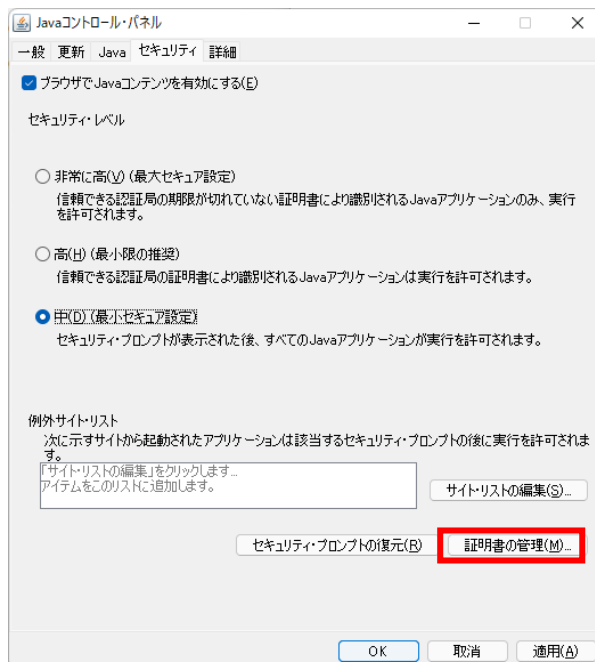 Javaコントロール・パネル
一般 更新 Java セキュリティ 詳細
ブラウザでJavaコンテンツを有効にする(E)
セキュリティ・レベル
非常に高(V) (最大セキュア設定)
信頼できる認証局の期限が切れていない証明書により識別されるJavaアプリケーションのみ、実行
を許可されます。
高(H) (最小限の推奨)
信頼できる認証局の証明書により識別されるJavaアプリケーションは実行を許可されます。
中(D) (最小セキュア設定)
セキュリティ・プロンプトが表示された後、すべてのJavaアプリケーションが実行を許可されます。
例外サイト・リスト
次に示すサイトから起動されたアプリケーションは該当するセキュリティ・プロンプトの後に実行を許可されま
す。
「サイト・リストの編集」をクリックします...
アイテムをこのリストに追加します。
サイト・リストの編集(S)...
セキュリティ・プロンプトの復元(R)
証明書の管理(M)...
OK 取消 適用(A)